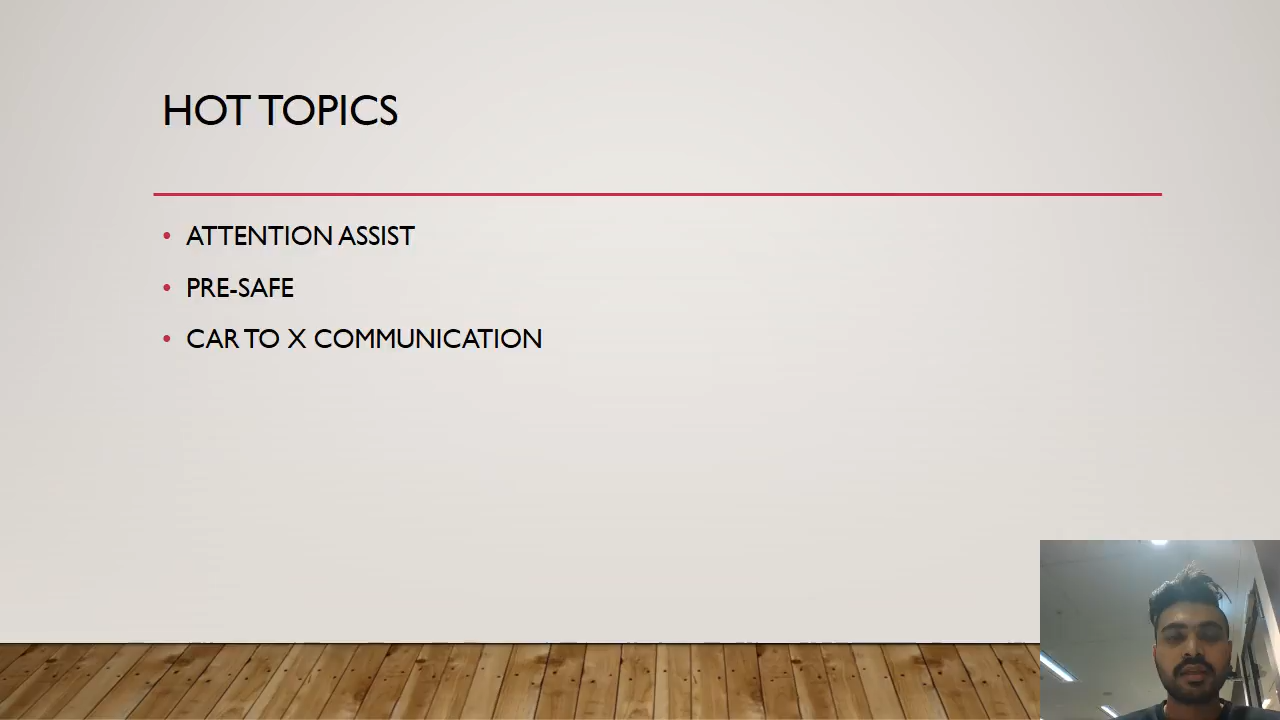 HOT TOPICS
• ATTENTION ASSIST
• PRE-SAFE
• CAR TO X COMMUNICATION